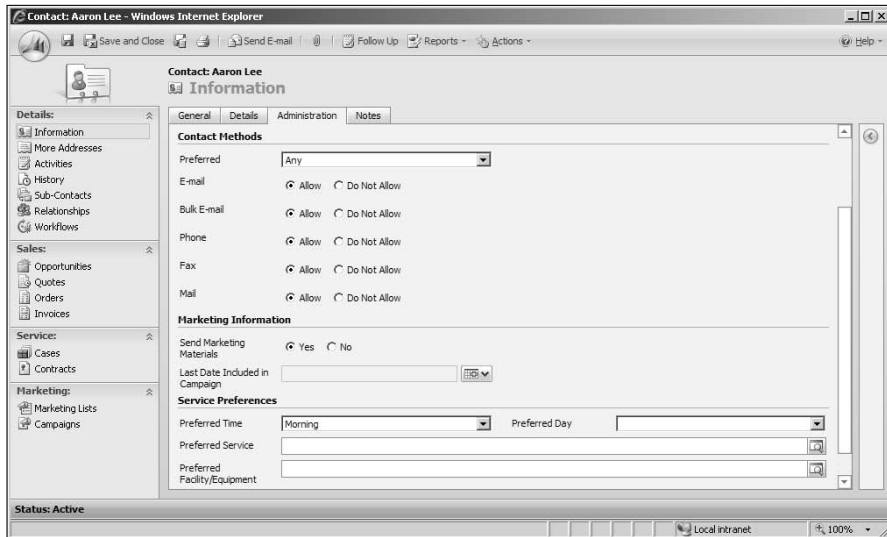 Contact: Aaron Lee - Windows Internet Explorer
Save and Close Send E-mail Follow Up Reports Actions Help
Contact: Aaron Lee
Information
Details:
Information
More Addresses
Activities
History
Sub-Contacts
Relationships
Workflows
Sales:
Opportunities
Quotes
Orders
Invoices
Service:
Cases
Contracts
Marketing:
Marketing Lists
Campaigns
General Details Administration Notes
Contact Methods
Preferred Any
E-mail Allow Do Not Allow
Bulk E-mail Allow Do Not Allow
Phone Allow Do Not Allow
Fax Allow Do Not Allow
Mail Allow Do Not Allow
Marketing Information
Send Marketing
Materials Yes No
Last Date Included in
Campaign
Service Preferences
Preferred Time Morning Preferred Day
Preferred Service
Preferred
Facility/Equipment
Status: Active
Local intranet 100%